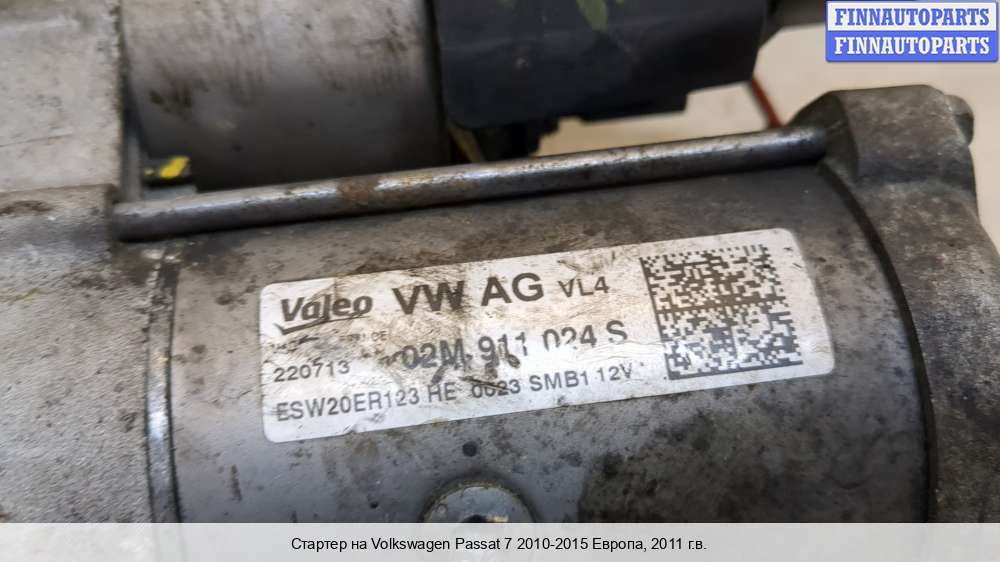 FINNAUTOPARTS
FINNAUTOPARTS
Valeo VW AG VL4
02M 911 024 S
220713
ESW20ER123 HE 0623 SMB1 12V
Стартер на Volkswagen Passat 7 2010-2015 Европа, 2011 г.в.